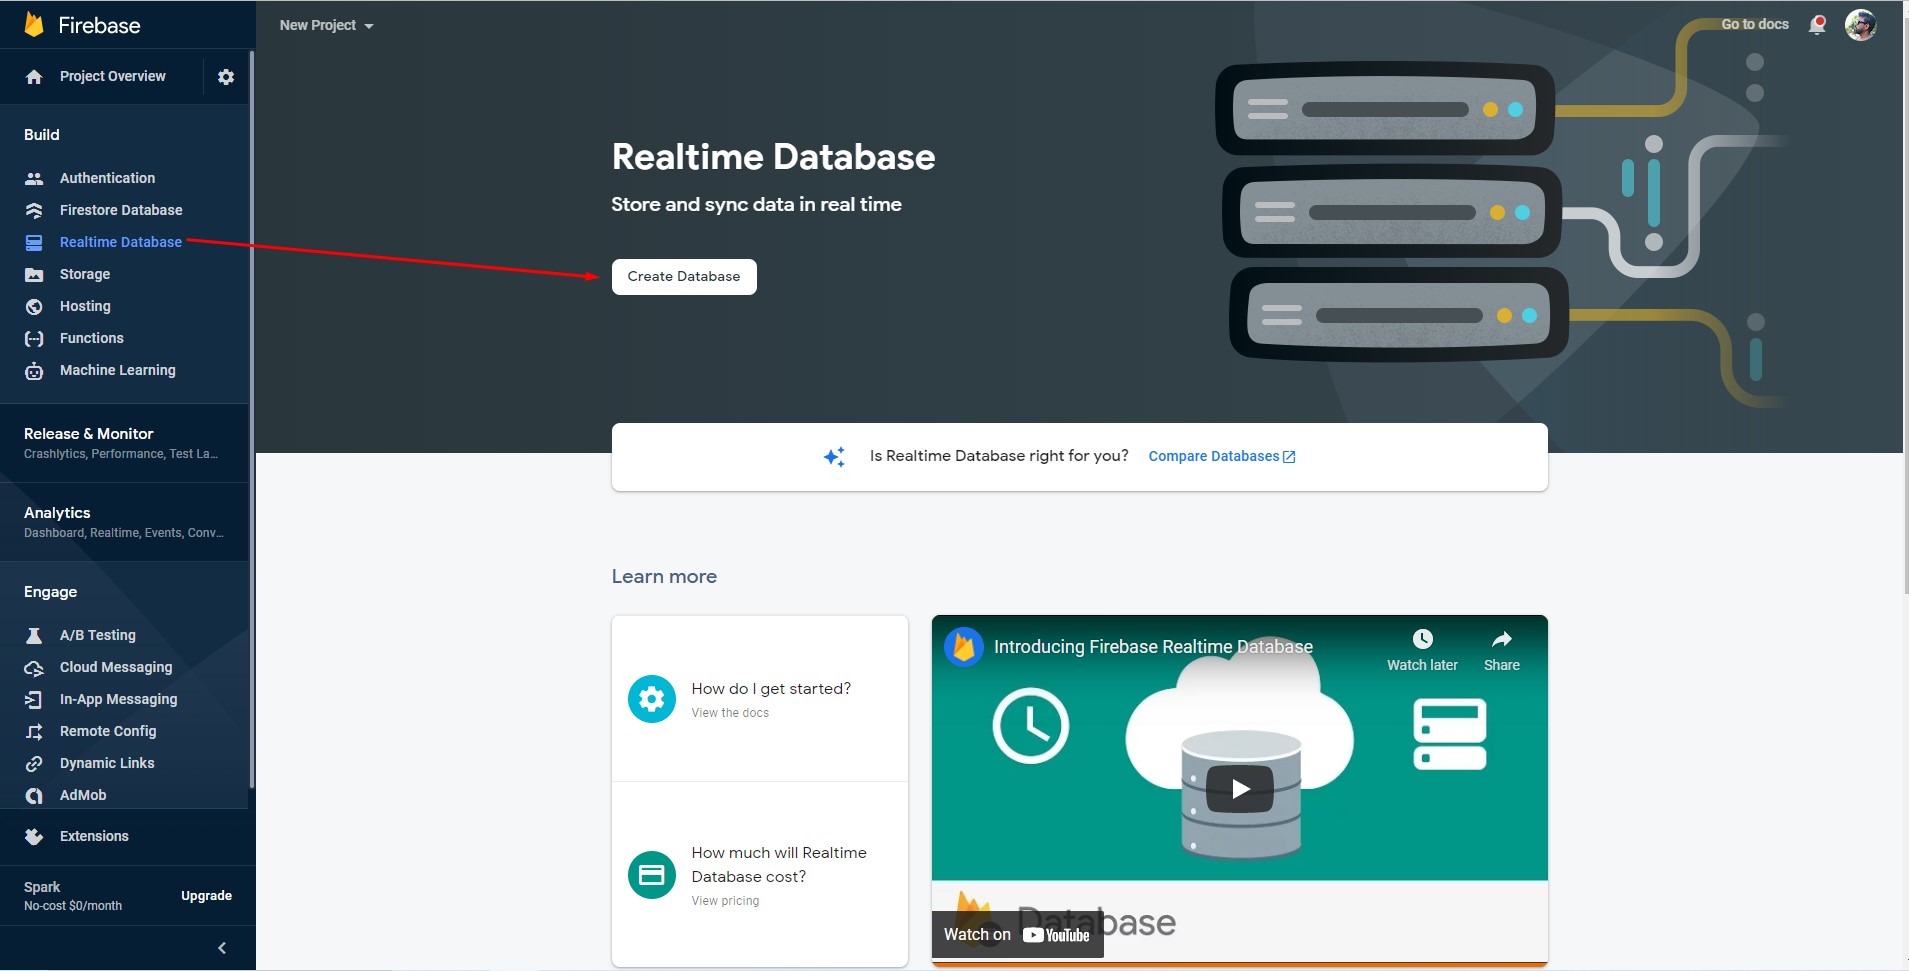 Firebase
Project Overview
Build
Authentication
Firestore Database
Realtime Database
Storage
Hosting
Functions
Machine Learning
Release & Monitor
Crashlytics, Performance, Test La...
Analytics
Dashboard, Realtime, Events, Conv...
Engage
A/B Testing
Cloud Messaging
In-App Messaging
Remote Config
Dynamic Links
AdMob
Extensions
Spark
No-cost $0/month
Upgrade
New Project
Go to docs
Realtime Database
Store and sync data in real time
Create Database
Is Realtime Database right for you? Compare Databases
Learn more
How do I get started?
View the docs
How much will Realtime
Database cost?
View pricing
Introducing Firebase Realtime Database
Watch later
Share
Database
Watch on YouTube